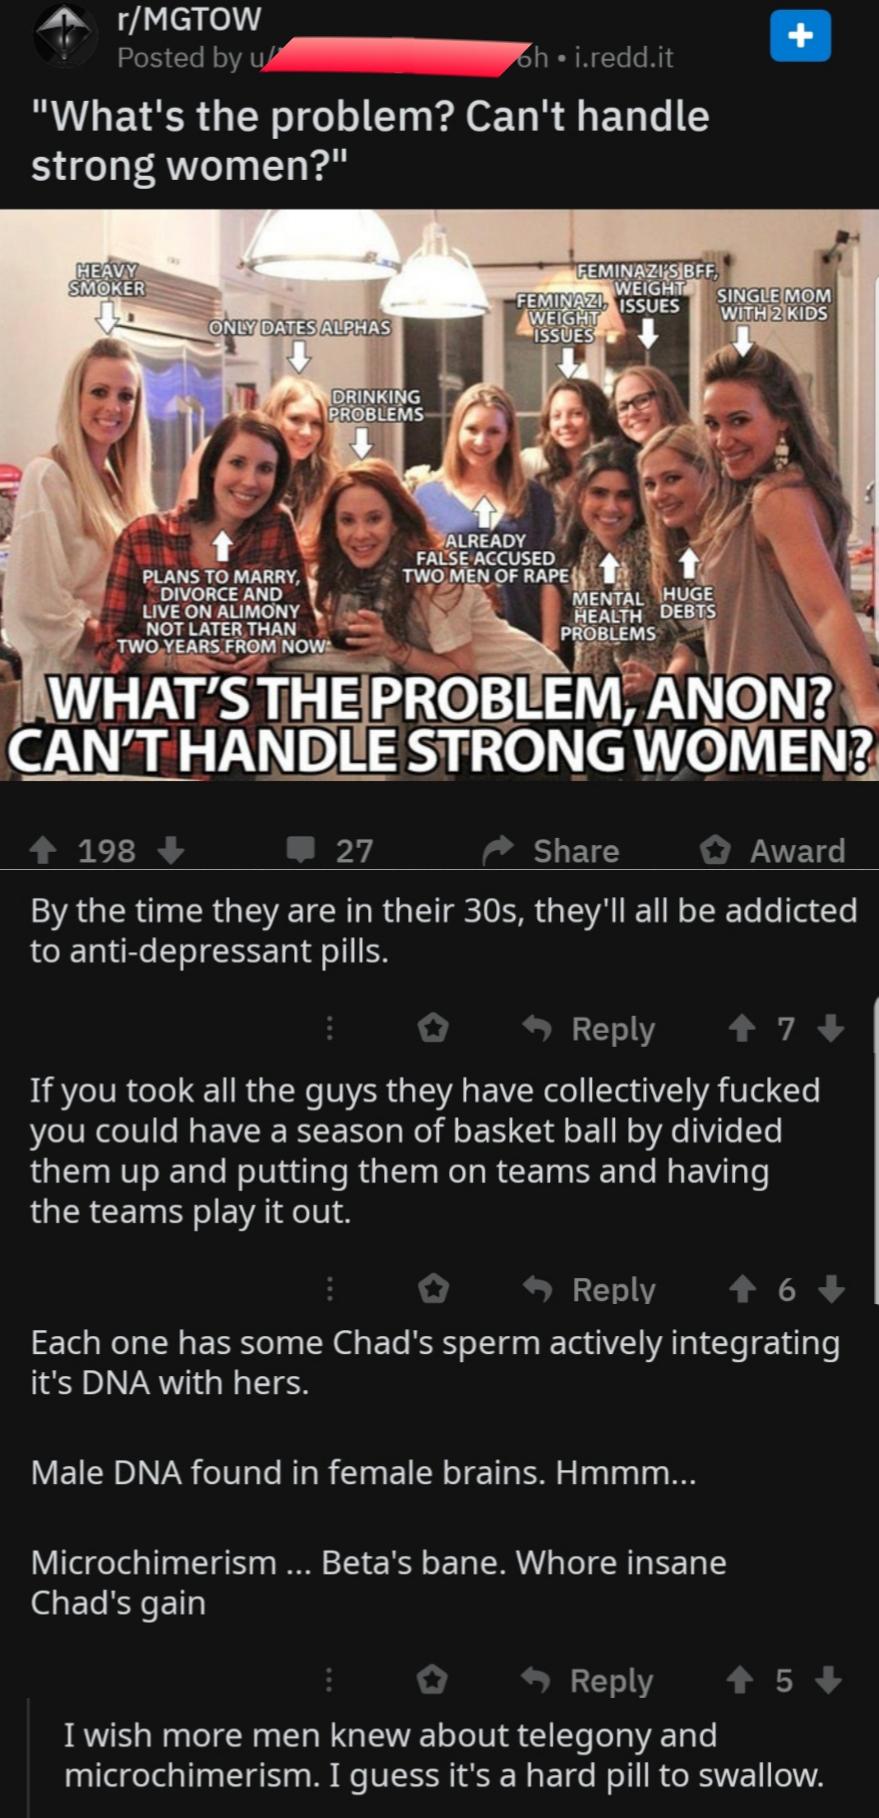 r/MGTOW
Posted by u/ 6h • i.redd.it
"What's the problem? Can't handle
strong women?"
HEAVY
SMOKER
ONLY DATES ALPHAS
DRINKING
PROBLEMS
FEMINAZI,
WEIGHT
ISSUES
FEMINAZI'S BFF,
WEIGHT
ISSUES
SINGLE MOM
WITH 2 KIDS
PLANS TO MARRY,
DIVORCE AND
LIVE ON ALIMONY
NOT LATER THAN
TWO YEARS FROM NOW
ALREADY
FALSE ACCUSED
TWO MEN OF RAPE
MENTAL
HEALTH
PROBLEMS
HUGE
DEBTS
WHAT'S THE PROBLEM, ANON?
CAN'T HANDLE STRONG WOMEN?
198 27 Share Award
By the time they are in their 30s, they'll all be addicted
to anti-depressant pills.
Reply 7
If you took all the guys they have collectively fucked
you could have a season of basket ball by divided
them up and putting them on teams and having
the teams play it out.
Reply 6
Each one has some Chad's sperm actively integrating
it's DNA with hers.
Male DNA found in female brains. Hmmm...
Microchimerism ... Beta's bane. Whore insane
Chad's gain
Reply 5
I wish more men knew about telegony and
microchimerism. I guess it's a hard pill to swallow.